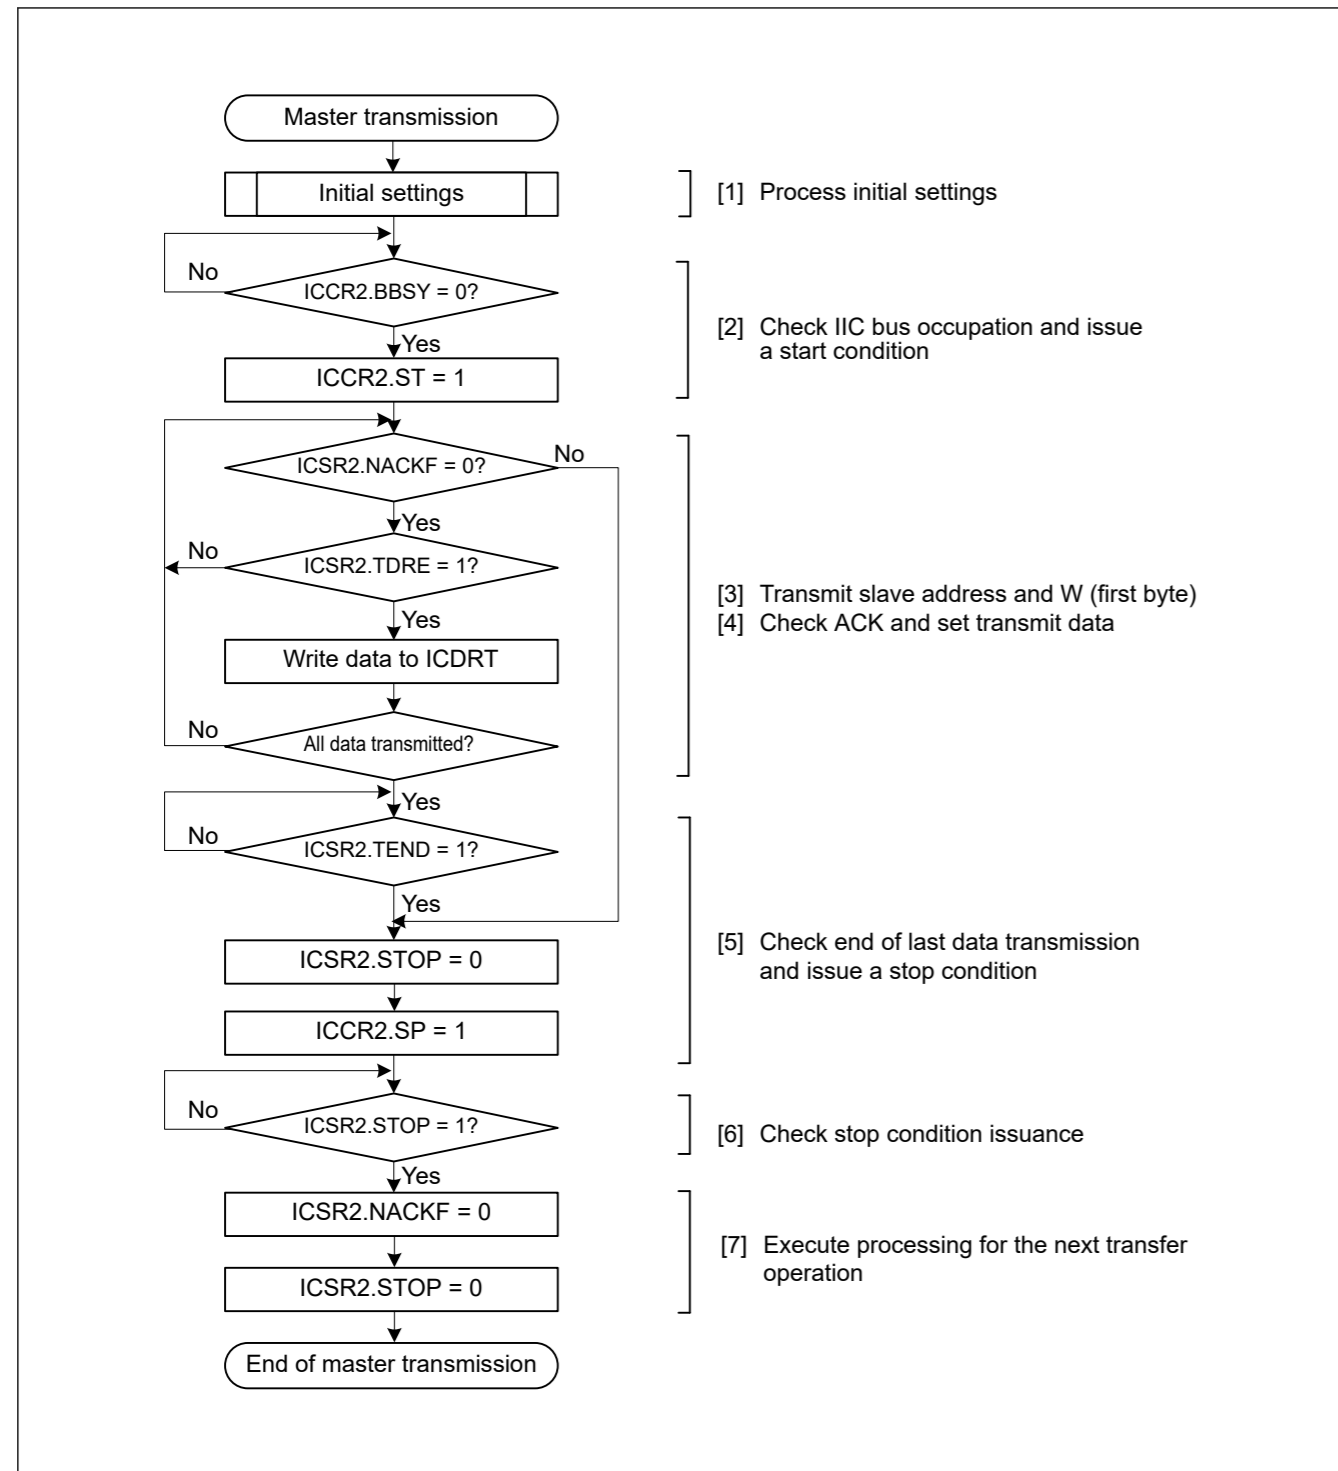 Master transmission
Initial settings
[1] Process initial settings
No
ICCR2.BBSY = 0?
[2] Check IIC bus occupation and issue
a start condition
Yes
ICCR2.ST = 1
ICSR2.NACKF = 0?
No
Yes
No
ICSR2.TDRE = 1?
[3] Transmit slave address and W (first byte)
[4] Check ACK and set transmit data
Yes
Write data to ICDRT
No
All data transmitted?
Yes
No
ICSR2.TEND = 1?
Yes
[5] Check end of last data transmission
and issue a stop condition
ICSR2.STOP = 0
ICCR2.SP = 1
No
ICSR2.STOP = 1?
[6] Check stop condition issuance
Yes
ICSR2.NACKF = 0
[7] Execute processing for the next transfer
operation
ICSR2.STOP = 0
End of master transmission